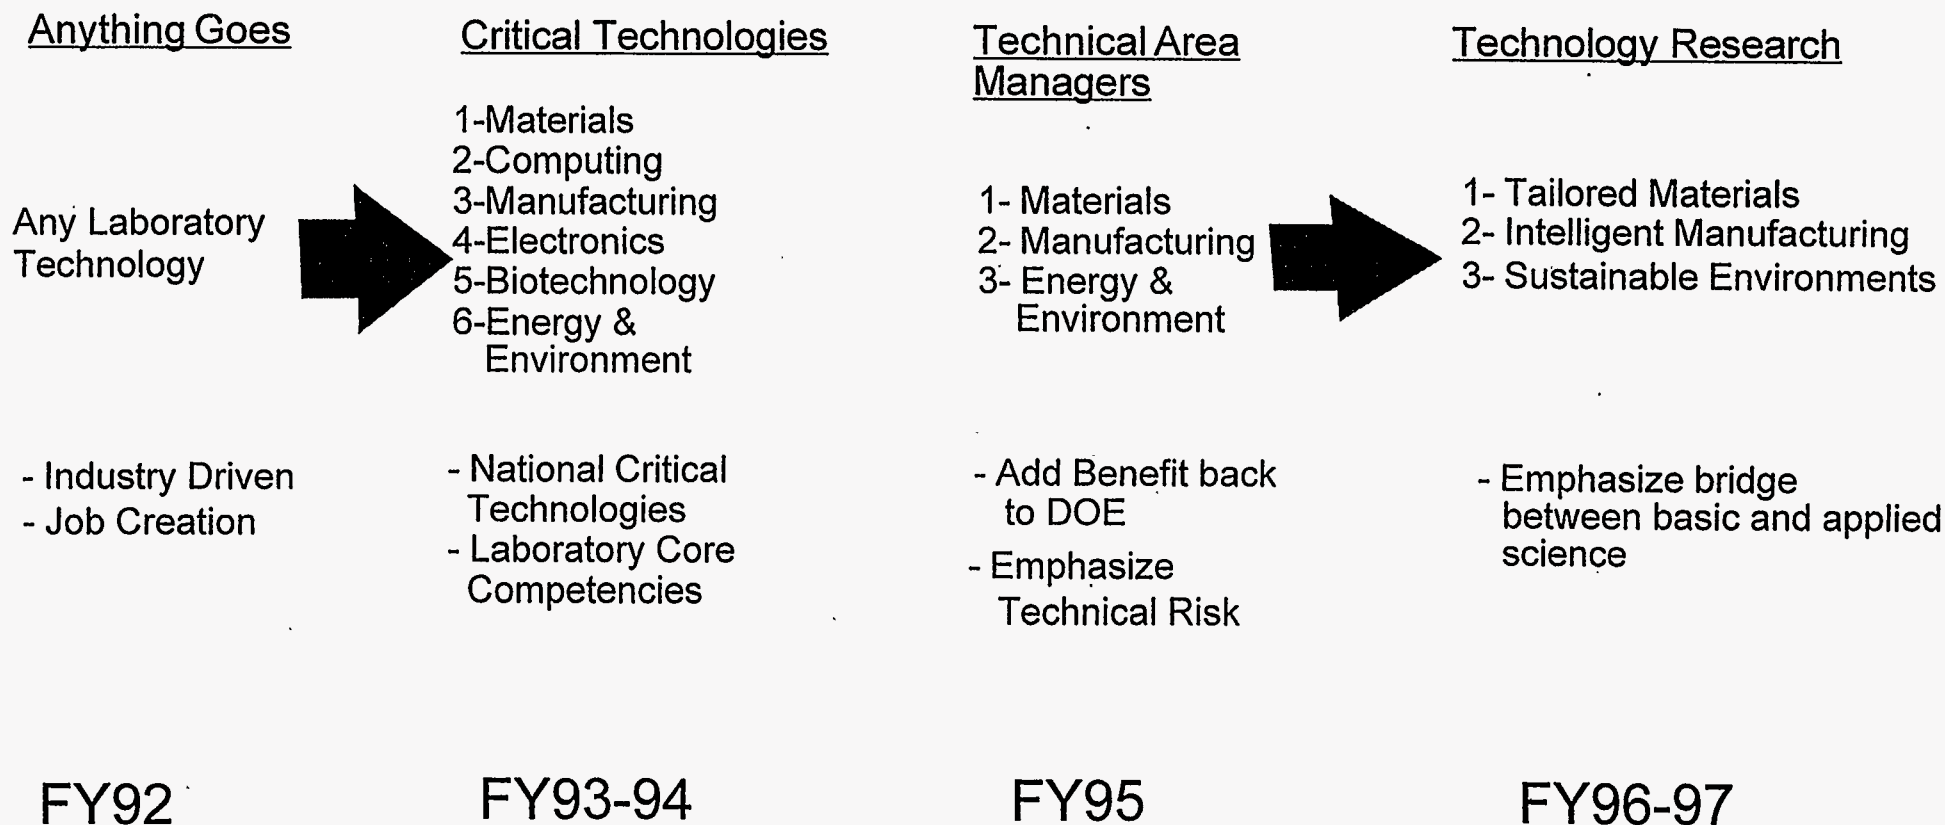 Anything Goes
Any Laboratory
Technology
- Industry Driven
- Job Creation
FY92
Critical Technologies
1-Materials
2-Computing
3-Manufacturing
4-Electronics
5-Biotechnology
6-Energy &
Environment
- National Critical
Technologies
- Laboratory Core
Competencies
FY93-94
Technical Area
Managers
1- Materials
2- Manufacturing
3- Energy &
Environment
- Add Benefit back
to DOE
- Emphasize
Technical Risk
FY95
Technology Research
1- Tailored Materials
2- Intelligent Manufacturing
3- Sustainable Environments
- Emphasize bridge
between basic and applied
science
FY96-97